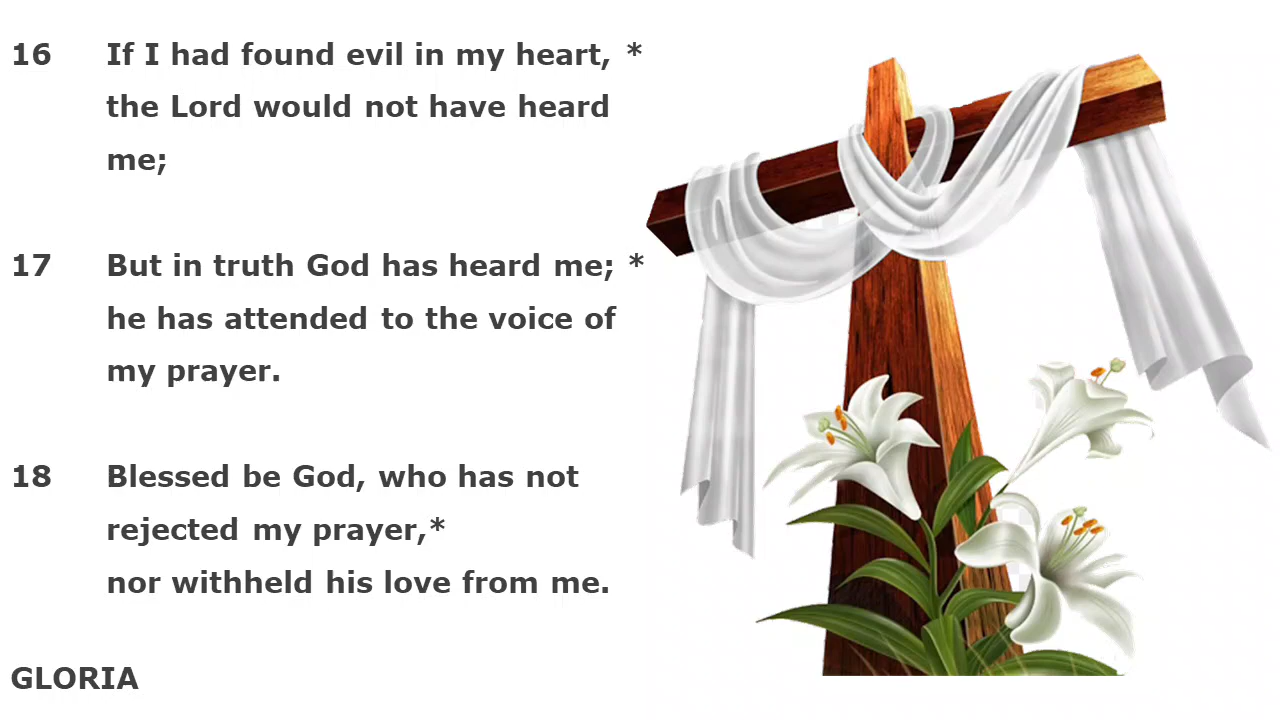 16 If I had found evil in my heart, *
the Lord would not have heard
me;
17 But in truth God has heard me; *
he has attended to the voice of
my prayer.
18 Blessed be God, who has not
rejected my prayer,*
nor withheld his love from me.
GLORIA